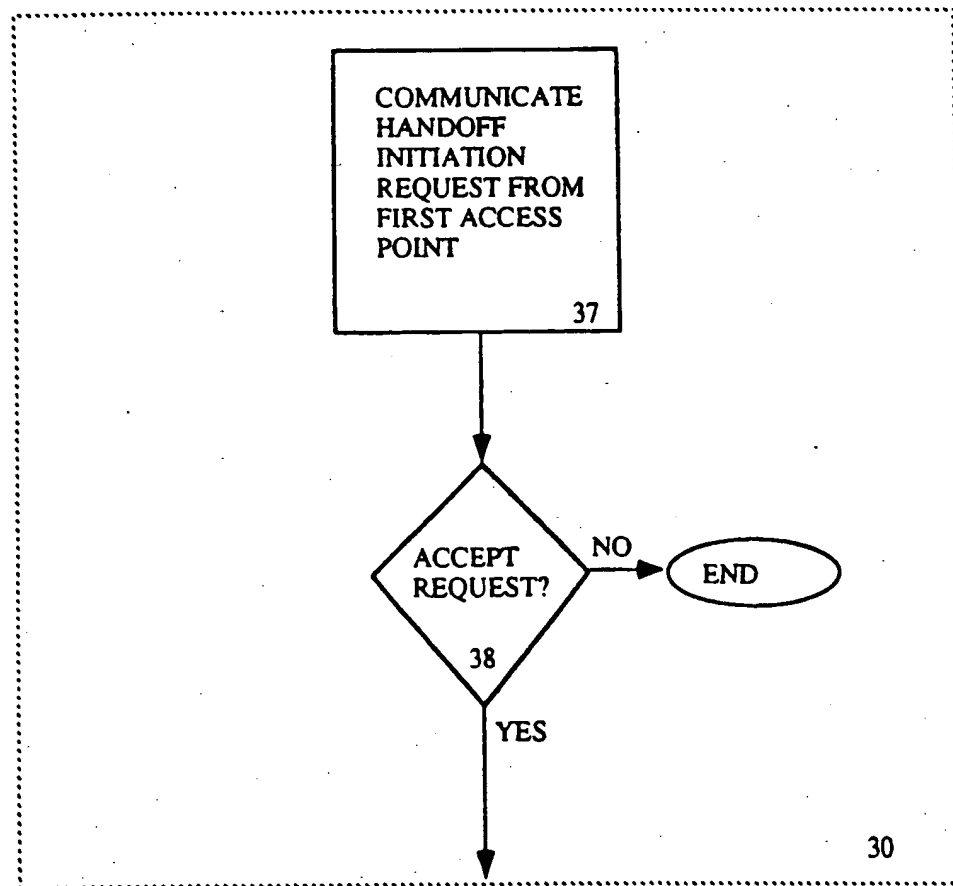 COMMUNICATE
HANDOFF
INITIATION
REQUEST FROM
FIRST ACCESS
POINT
37
ACCEPT
REQUEST?
38
NO
END
YES
30